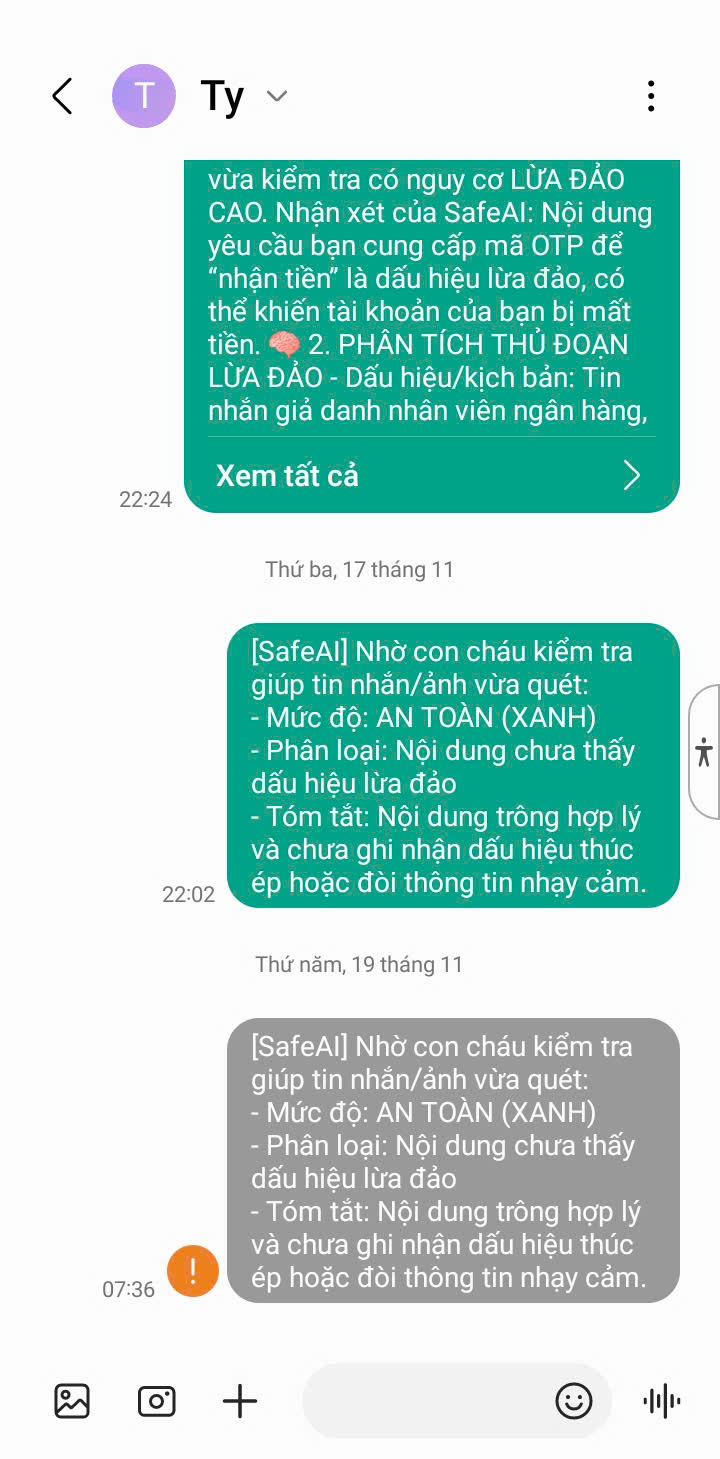 T
Ty
vừa kiểm tra có nguy cơ LỪA ĐẢO
CAO. Nhận xét của SafeAI: Nội dung
yêu cầu bạn cung cấp mã OTP để
“nhận tiền” là dấu hiệu lừa đảo, có
thể khiến tài khoản của bạn bị mất
tiền. 🧠 2. PHÂN TÍCH THỦ ĐOẠN
LỪA ĐẢO - Dấu hiệu/kịch bản: Tin
nhắn giả danh nhân viên ngân hàng,
Xem tất cả
22:24
Thứ ba, 17 tháng 11
[SafeAI] Nhờ con cháu kiểm tra
giúp tin nhắn/ảnh vừa quét:
- Mức độ: AN TOÀN (XANH)
- Phân loại: Nội dung chưa thấy
dấu hiệu lừa đảo
- Tóm tắt: Nội dung trông hợp lý
và chưa ghi nhận dấu hiệu thúc
ép hoặc đòi thông tin nhạy cảm.
22:02
Thứ năm, 19 tháng 11
[SafeAI] Nhờ con cháu kiểm tra
giúp tin nhắn/ảnh vừa quét:
- Mức độ: AN TOÀN (XANH)
- Phân loại: Nội dung chưa thấy
dấu hiệu lừa đảo
- Tóm tắt: Nội dung trông hợp lý
và chưa ghi nhận dấu hiệu thúc
ép hoặc đòi thông tin nhạy cảm.
07:36